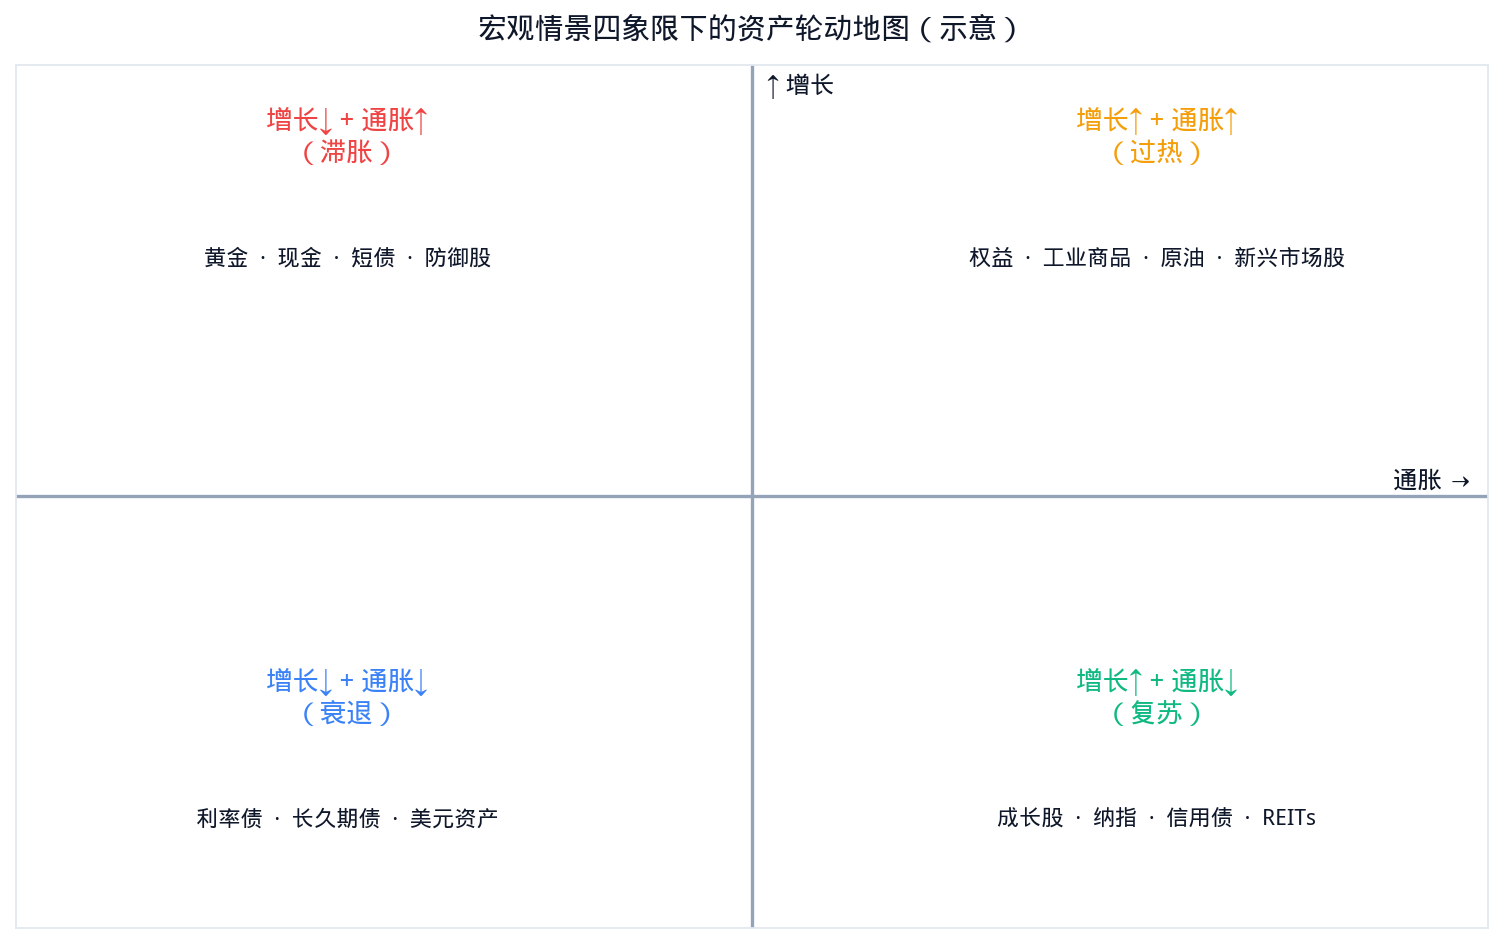 宏观情景四象限下的资产轮动地图（示意）
↑增长
增长↓ + 通胀↑
（滞胀）
黄金 · 现金 · 短债 · 防御股
增长↑ + 通胀↑
（过热）
权益 · 工业商品 · 原油 · 新兴市场股
通胀 →
增长↓ + 通胀↓
（衰退）
利率债 · 长久期债 · 美元资产
增长↑ + 通胀↓
（复苏）
成长股 · 纳指 · 信用债 · REITs